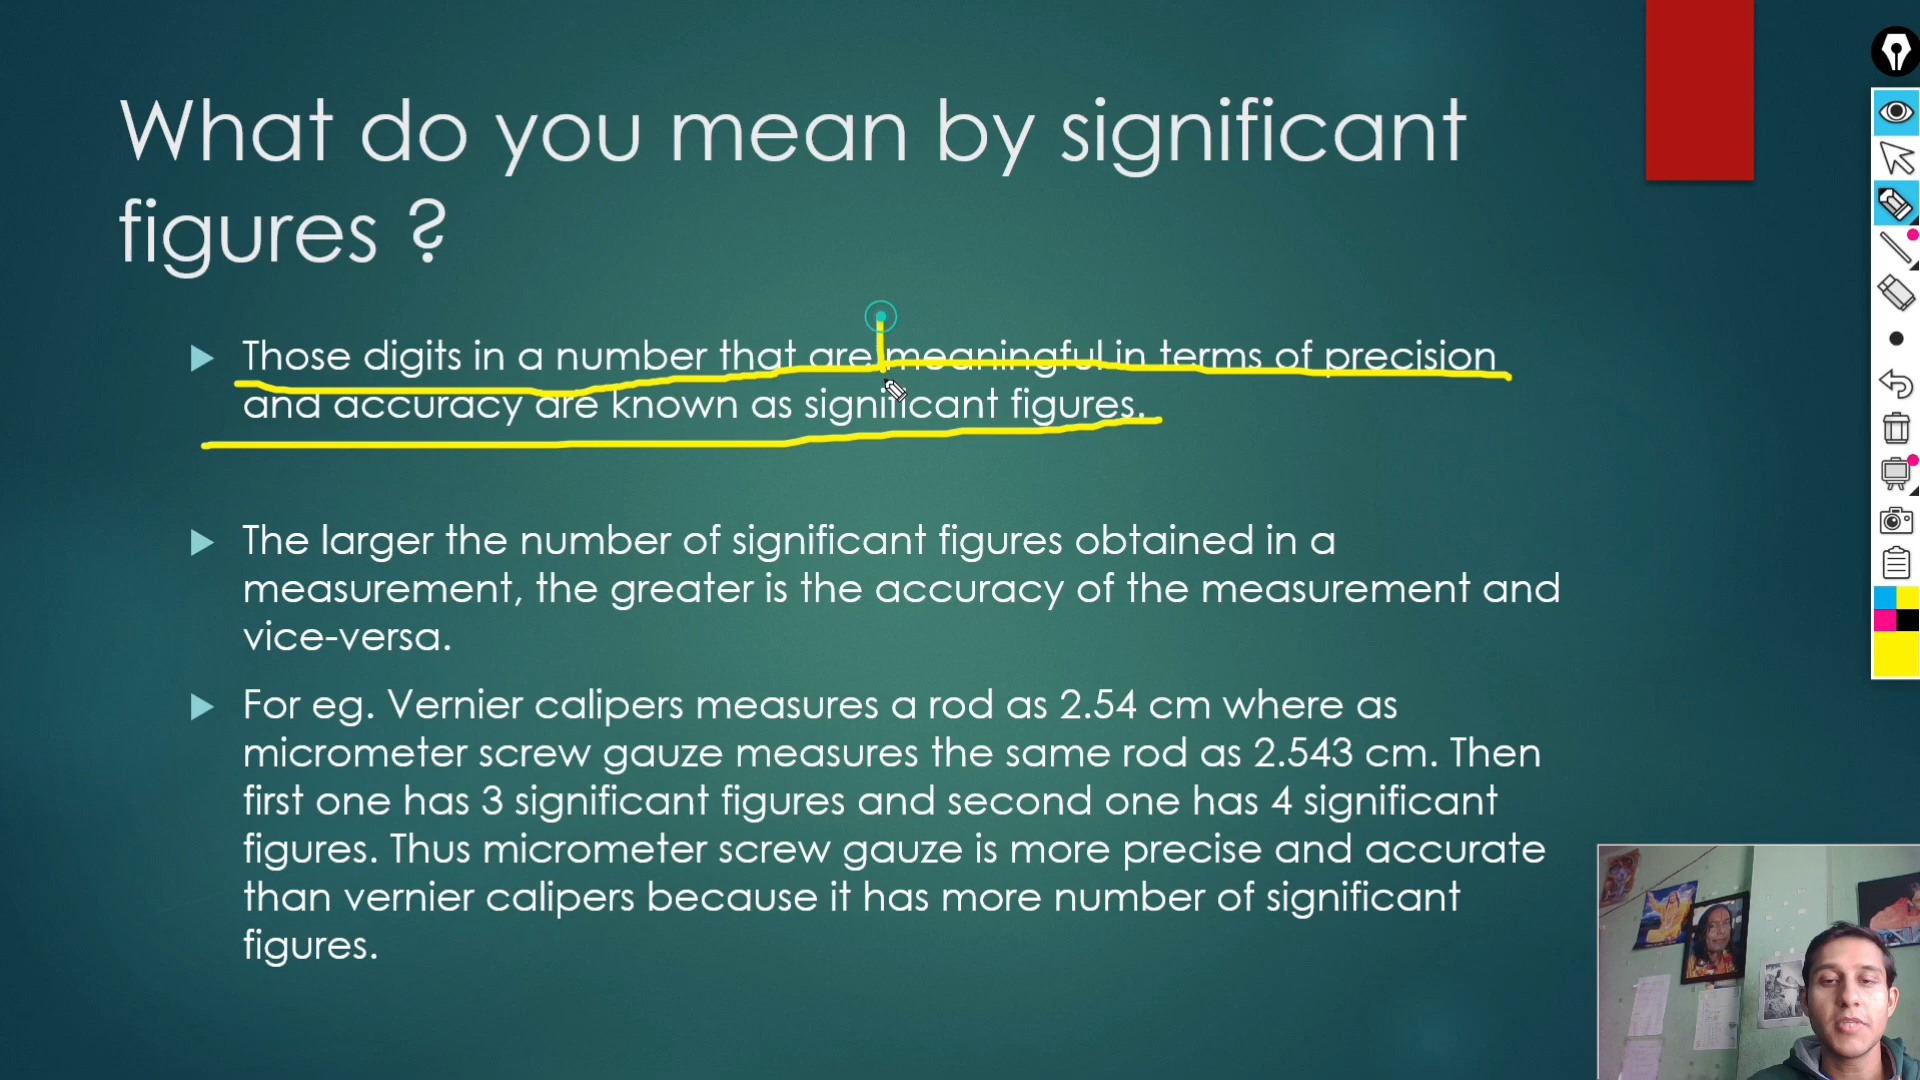 What do you mean by significant
figures ?
Those digits in a number that are meaningful in terms of precision
and accuracy are known as significant figures.
The larger the number of significant figures obtained in a
measurement, the greater is the accuracy of the measurement and
vice-versa.
For eg. Vernier calipers measures a rod as 2.54 cm where as
micrometer screw gauze measures the same rod as 2.543 cm. Then
first one has 3 significant figures and second one has 4 significant
figures. Thus micrometer screw gauze is more precise and accurate
than vernier calipers because it has more number of significant
figures.